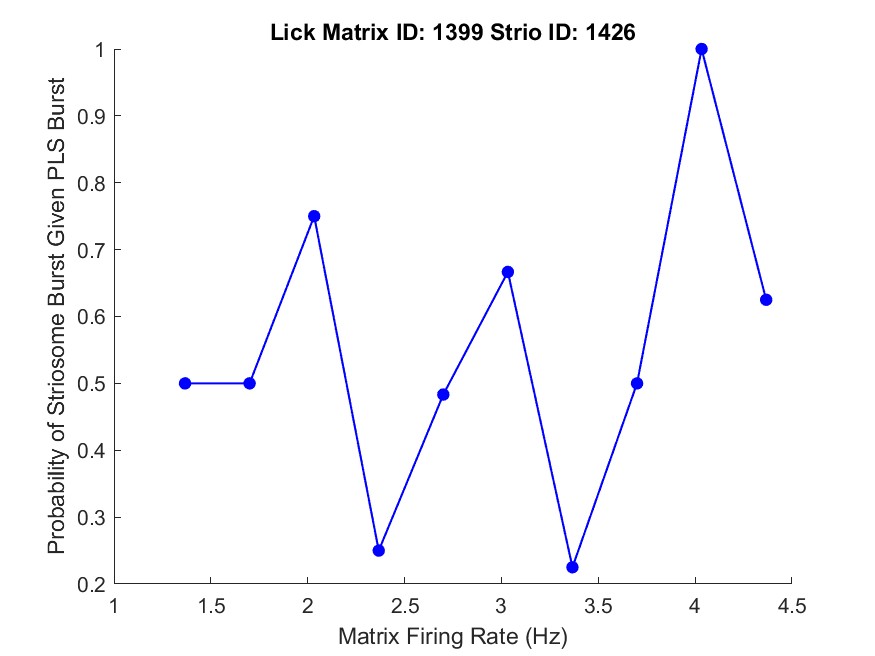 Lick Matrix ID: 1399 Strio ID: 1426
Probability of Striosome Burst Given PLS Burst
1
0.9
0.8
0.7
0.6
0.5
0.4
0.3
0.2
1 1.5 2 2.5 3 3.5 4 4.5
Matrix Firing Rate (Hz)